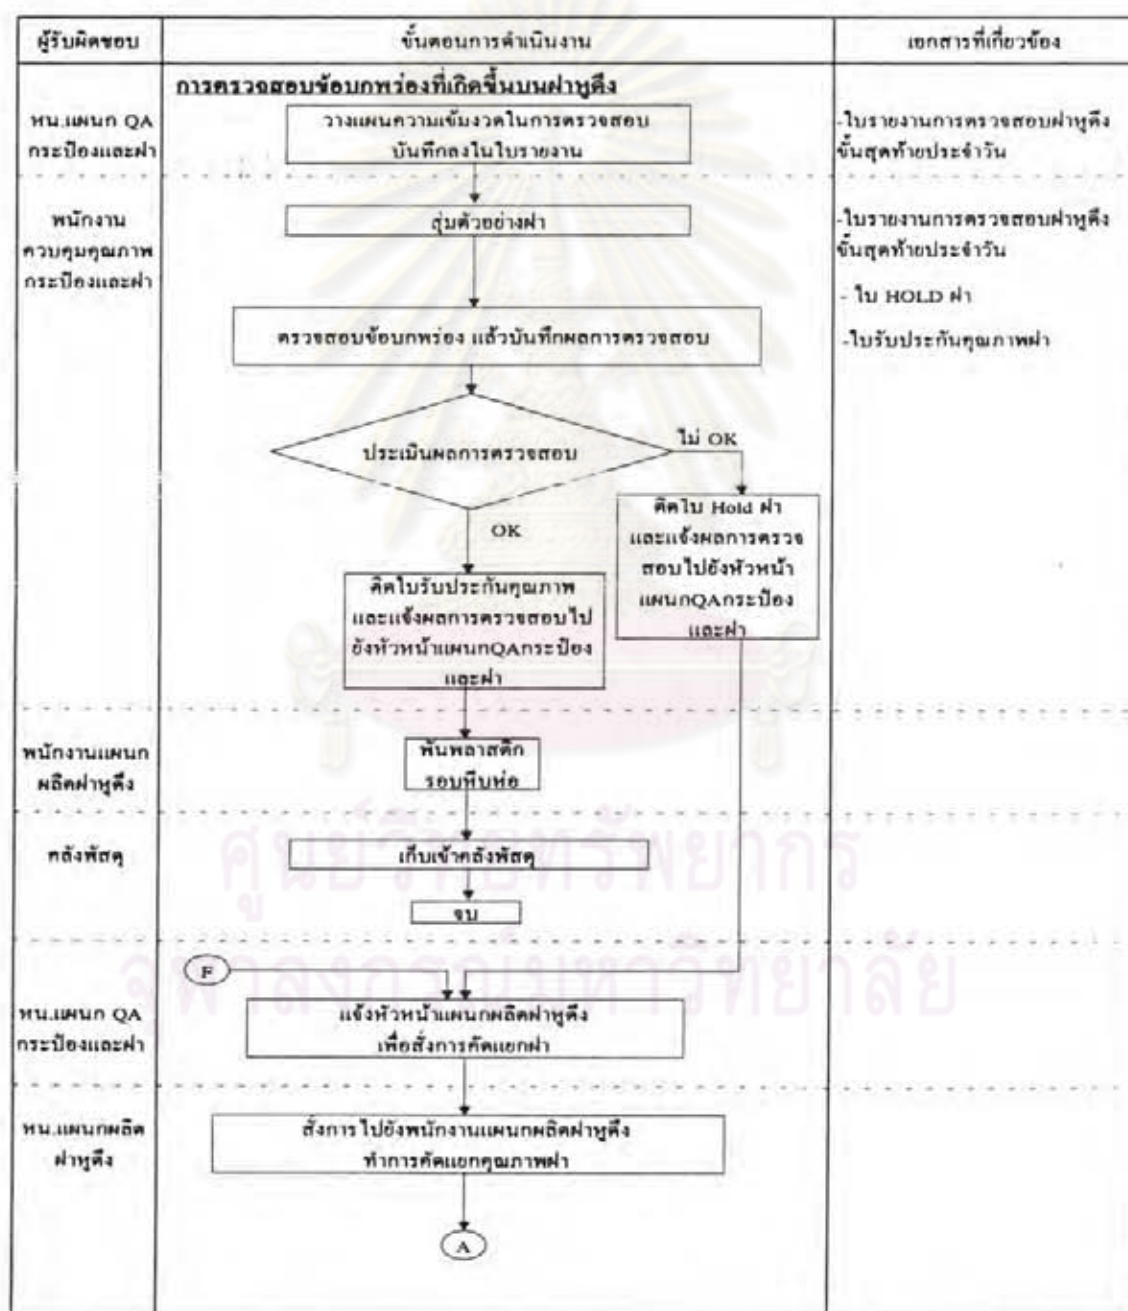 ผู้รับผิดชอบ
ขั้นตอนการดำเนินงาน
เอกสารที่เกี่ยวข้อง
การตรวจสอบข้อบกพร่องที่เกิดขึ้นบนฝาหูดึง
หน.แผนก QA
กระป๋องและฝา
วางแผนความเข้มงวดในการตรวจสอบ
บันทึกลงในใบรายงาน
-ใบรายงานการตรวจสอบฝาหูดึง
ขั้นสุดท้ายประจำวัน
พนักงาน
ควบคุมคุณภาพ
กระป๋องและฝา
สุ่มตัวอย่างฝา
-ใบรายงานการตรวจสอบฝาหูดึง
ขั้นสุดท้ายประจำวัน
- ใบ HOLD ฝา
-ใบรับประกันคุณภาพฝา
ตรวจสอบข้อบกพร่อง แล้วบันทึกผลการตรวจสอบ
ประเมินผลการตรวจสอบ
ไม่ OK
OK
ติดใบ Hold ฝา
และแจ้งผลการตรวจ
สอบไปยังหัวหน้า
แผนกQAกระป๋อง
และฝา
ติดใบรับประกันคุณภาพ
และแจ้งผลการตรวจสอบไป
ยังหัวหน้าแผนกQAกระป๋อง
และฝา
พนักงานแผนก
ผลิตฝาหูดึง
พันพลาสติก
รอบหีบห่อ
คลังพัสดุ
เก็บเข้าคลังพัสดุ
จบ
ศูนย์วิทยทรัพยากร
จุฬาลงกรณ์มหาวิทยาลัย
F
หน.แผนก QA
กระป๋องและฝา
แจ้งหัวหน้าแผนกผลิตฝาหูดึง
เพื่อสั่งการคัดแยกฝา
หน.แผนกผลิต
ฝาหูดึง
สั่งการไปยังพนักงานแผนกผลิตฝาหูดึง
ทำการคัดแยกคุณภาพฝา
A